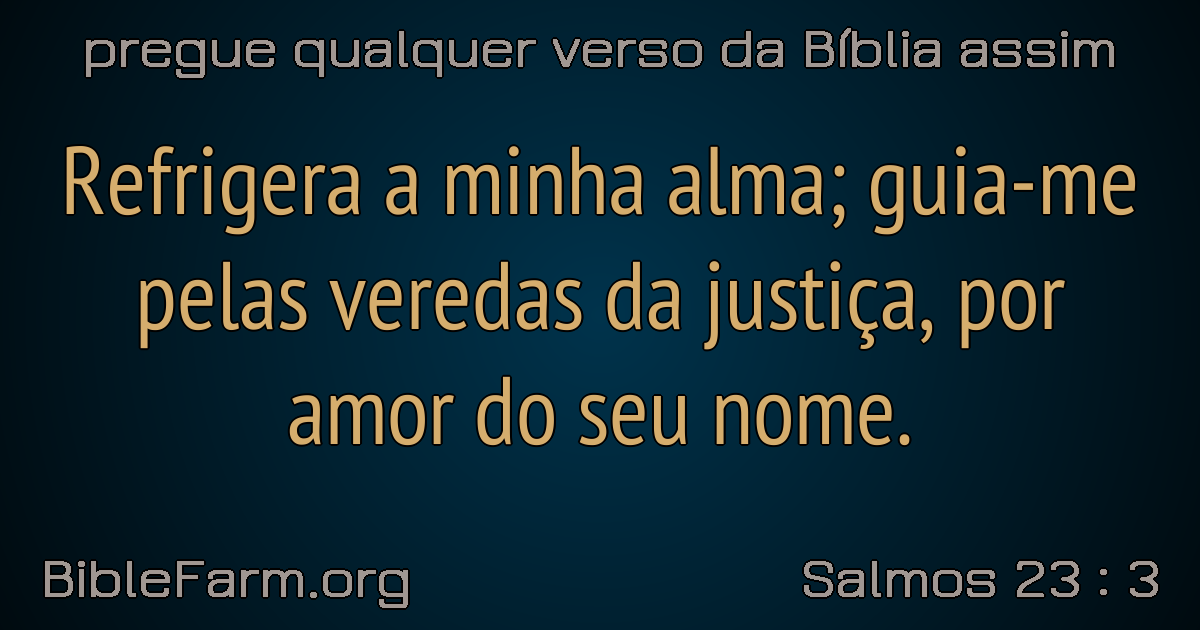 pregue qualquer verso da Bíblia assim
Refrigera a minha alma; guia-me
pelas veredas da justiça, por
amor do seu nome.
BibleFarm.org
Salmos 23 : 3